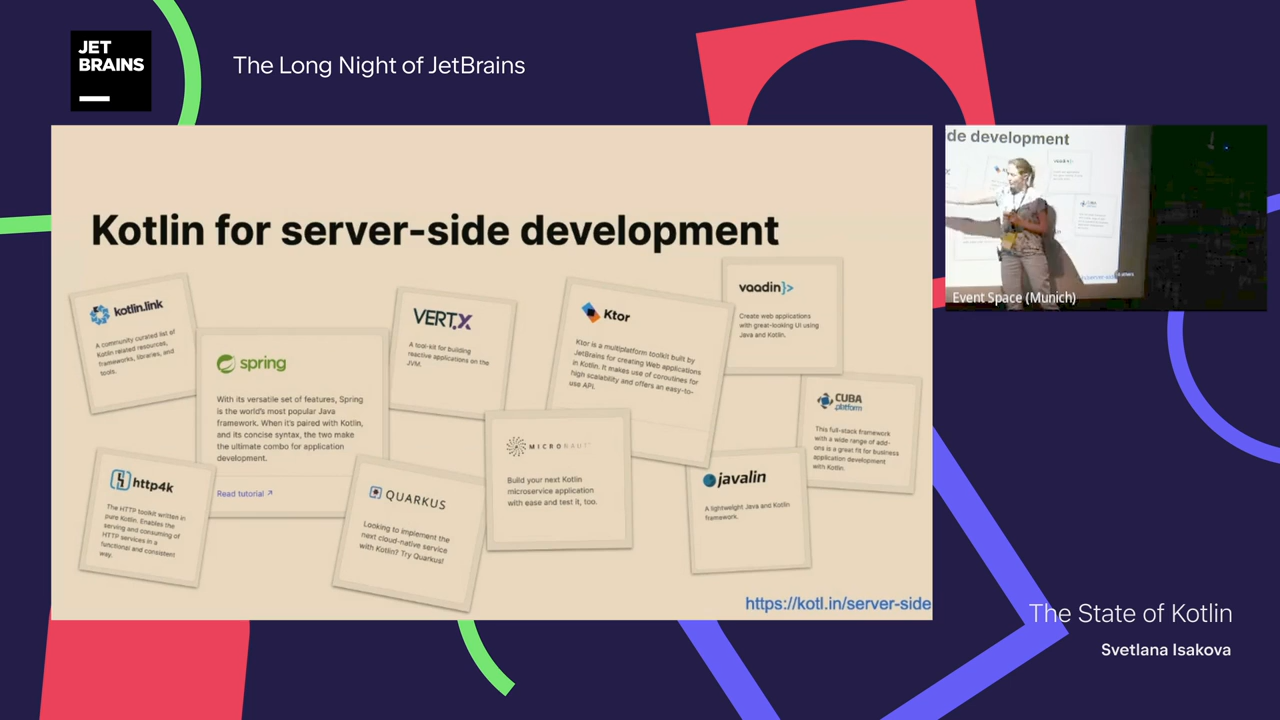 JET
BRAINS
The Long Night of JetBrains
Kotlin for server-side development
kotlin.link
A community curated list of
Kotlin related resources,
frameworks, libraries, and
tools.
spring
With its versatile set of features, Spring
is the world's most popular Java
framework. When it's paired with Kotlin,
and its concise syntax, the two make
the ultimate combo for application
development.
Read tutorial ↗
VERT.X
A tool-kit for building
reactive applications on the
JVM.
Ktor
Ktor is a multiplatform toolkit built by
JetBrains for creating Web applications
in Kotlin. It makes use of coroutines for
high scalability and offers an easy-to-
use API.
vaadin}>
Create web applications
with great-looking UI using
Java and Kotlin.
CUBA
platform
This full-stack framework
with a wide range of add-
ons is a great fit for business
application development
with Kotlin.
http4k
The HTTP toolkit written in
pure Kotlin. Enables the
serving and consuming of
HTTP services in a
functional and consistent
way.
QUARKUS
Looking to implement the
next cloud-native service
with Kotlin? Try Quarkus!
MICRONAUT
Build your next Kotlin
microservice application
with ease and test it, too.
javalin
A lightweight Java and Kotlin
framework.
https://kotl.in/server-side
de development
Event Space (Munich)
The State of Kotlin
Svetlana Isakova